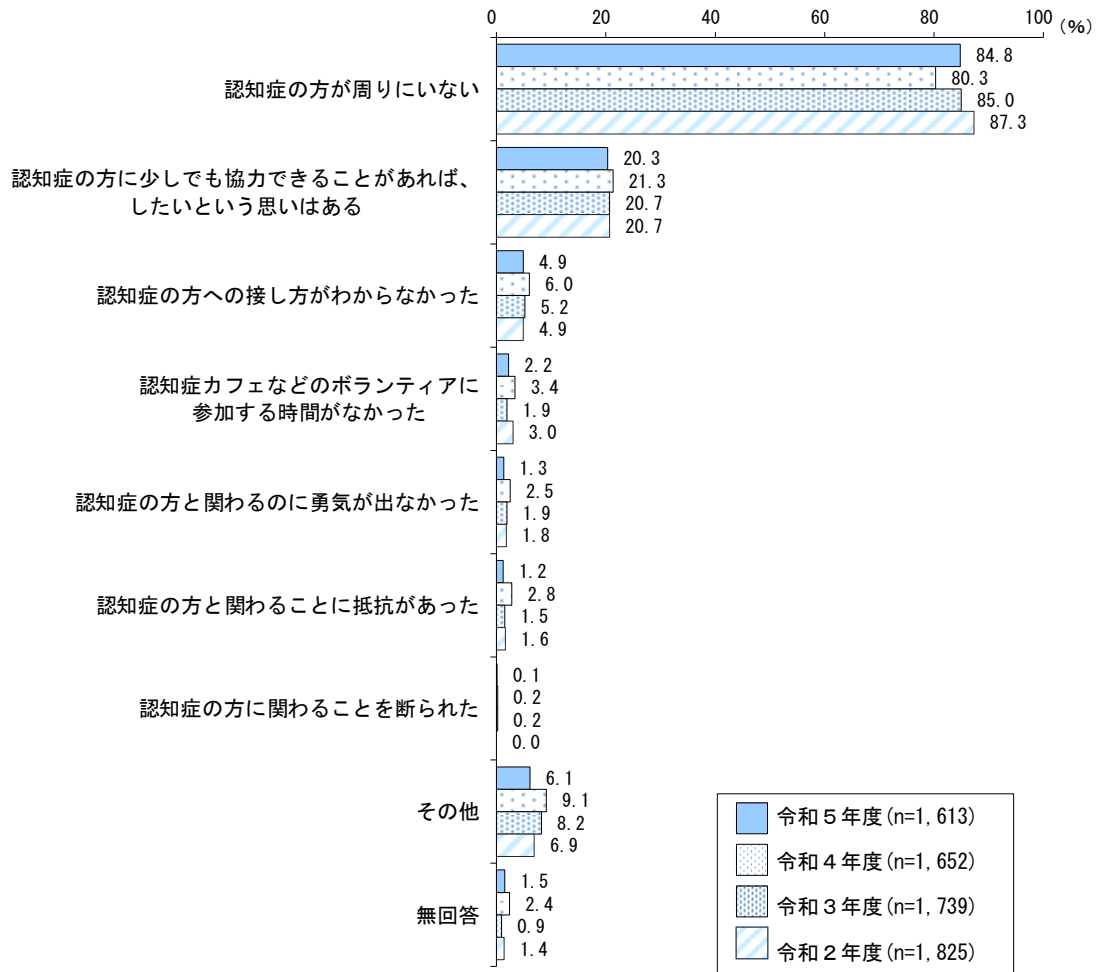 0 20 40 60 80 100 (%)
認知症の方が周りにいない
84.8
80.3
85.0
87.3
認知症の方に少しでも協力できることがあれば、
したいという思いはある
20.3
21.3
20.7
20.7
認知症の方への接し方がわからなかった
4.9
6.0
5.2
4.9
認知症カフェなどのボランティアに
参加する時間がなかった
2.2
3.4
1.9
3.0
認知症の方と関わるのに勇気が出なかった
1.3
2.5
1.9
1.8
認知症の方と関わることに抵抗があった
1.2
2.8
1.5
1.6
認知症の方に関わることを断られた
0.1
0.2
0.2
0.0
その他
6.1
9.1
8.2
6.9
無回答
1.5
2.4
0.9
1.4
令和5年度(n=1,613)
令和4年度(n=1,652)
令和3年度(n=1,739)
令和2年度(n=1,825)